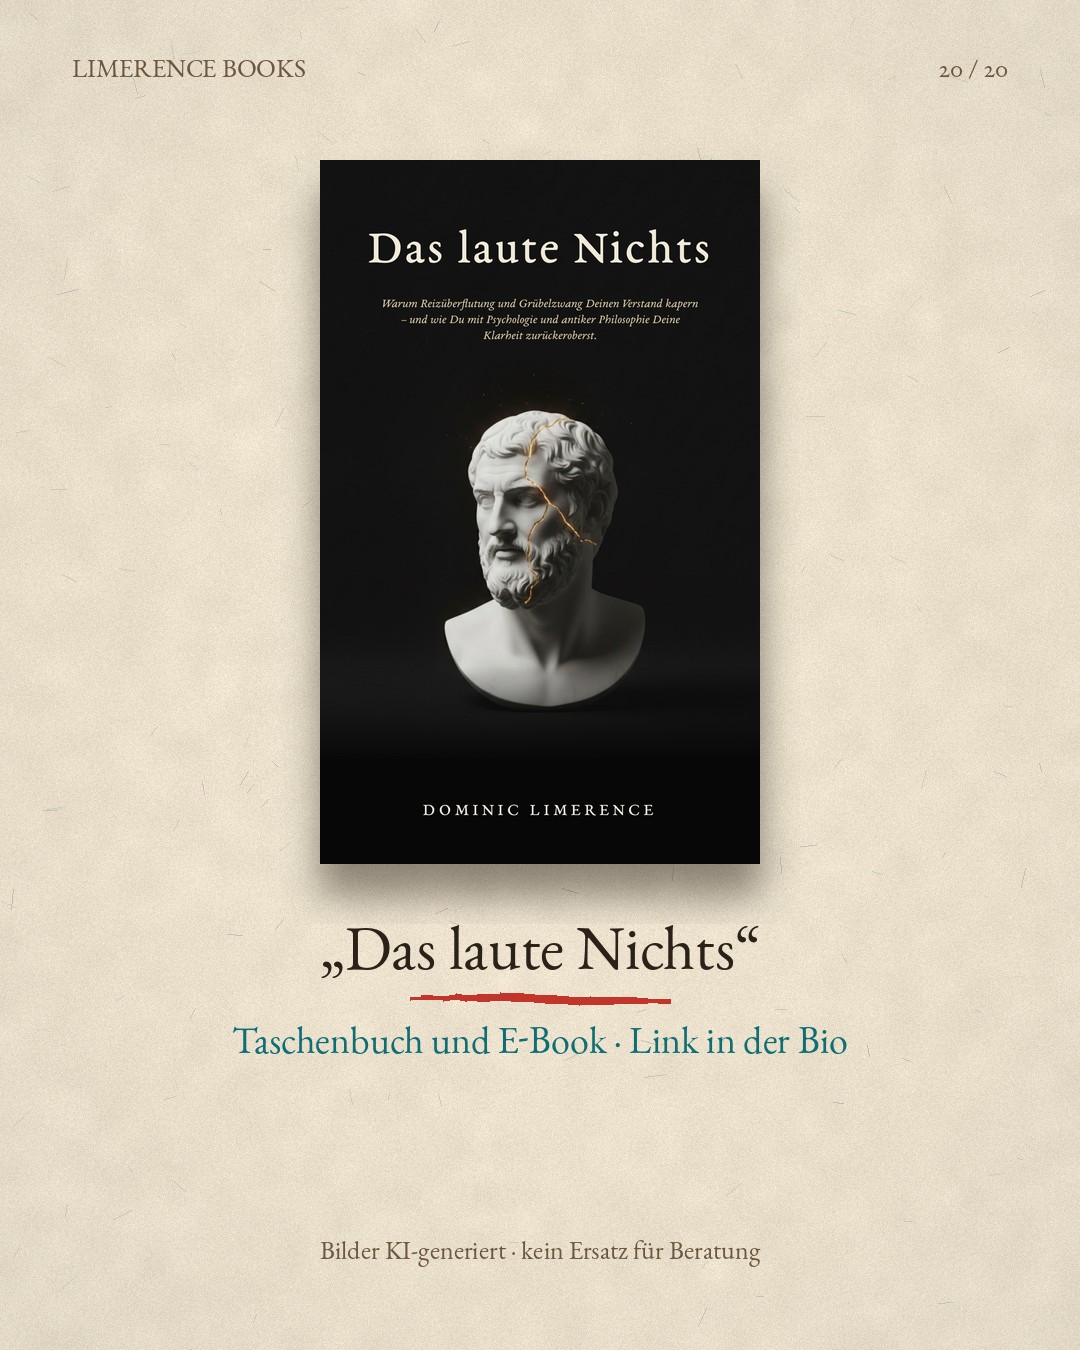 LIMERENCE BOOKS
20 / 20
Das laute Nichts
Warum Reizüberflutung und Grübelzwang Deinen Verstand kapern
– und wie Du mit Psychologie und antiker Philosophie Deine
Klarheit zurückeroberst.
DOMINIC LIMERENCE
„Das laute Nichts“
Taschenbuch und E-Book · Link in der Bio
Bilder KI-generiert · kein Ersatz für Beratung